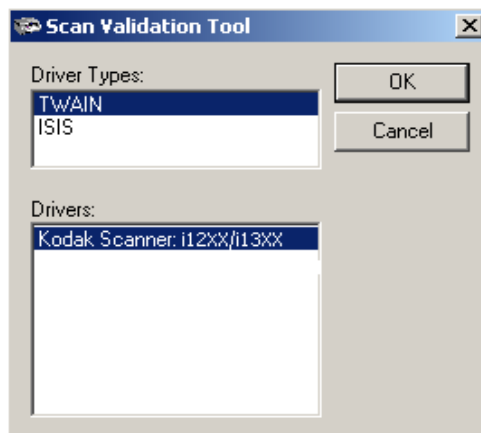 Scan Validation Tool
Driver Types:
TWAIN
ISIS
OK
Cancel
Drivers:
Kodak Scanner: i12XX/i13XX